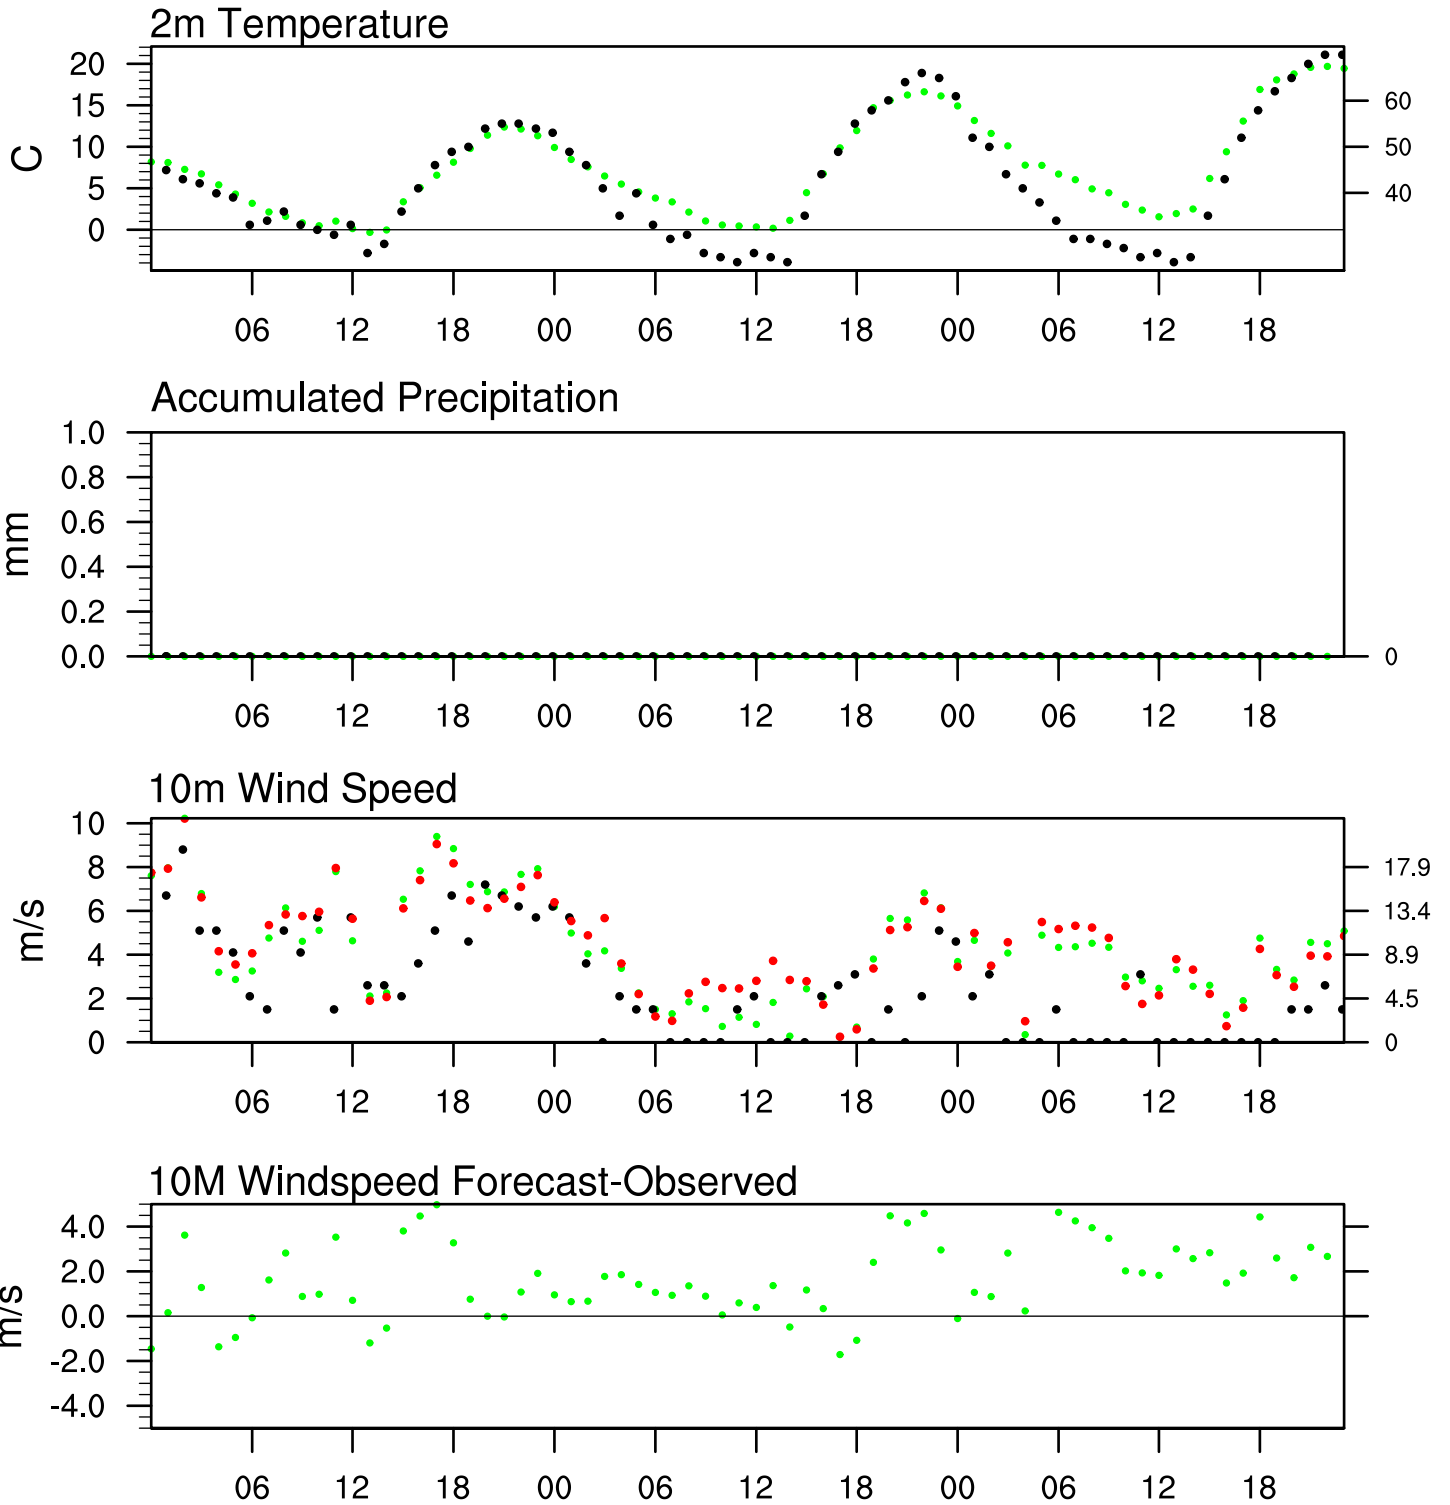 2m Temperature
20
15
10
5
0
C
60
50
40
06 12 18 00 06 12 18 00 06 12 18
Accumulated Precipitation
1.0
0.8
0.6
0.4
0.2
0.0
mm
0
06 12 18 00 06 12 18 00 06 12 18
10m Wind Speed
10
8
6
4
2
0
m/s
17.9
13.4
8.9
4.5
0
06 12 18 00 06 12 18 00 06 12 18
10M Windspeed Forecast-Observed
4.0
2.0
0.0
-2.0
-4.0
m/s
06 12 18 00 06 12 18 00 06 12 18